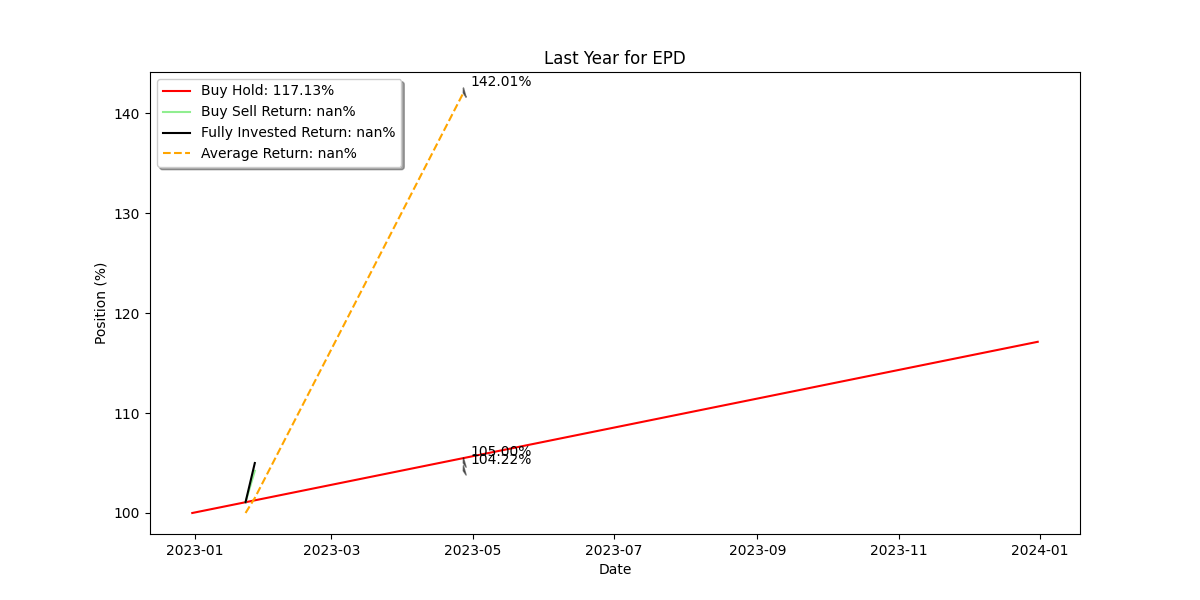 Last Year for EPD
Buy Hold: 117.13%
Buy Sell Return: nan%
Fully Invested Return: nan%
Average Return: nan%
142.01%
105.00%
104.22%
Position (%)
140
130
120
110
100
2023-01
2023-03
2023-05
2023-07
2023-09
2023-11
2024-01
Date